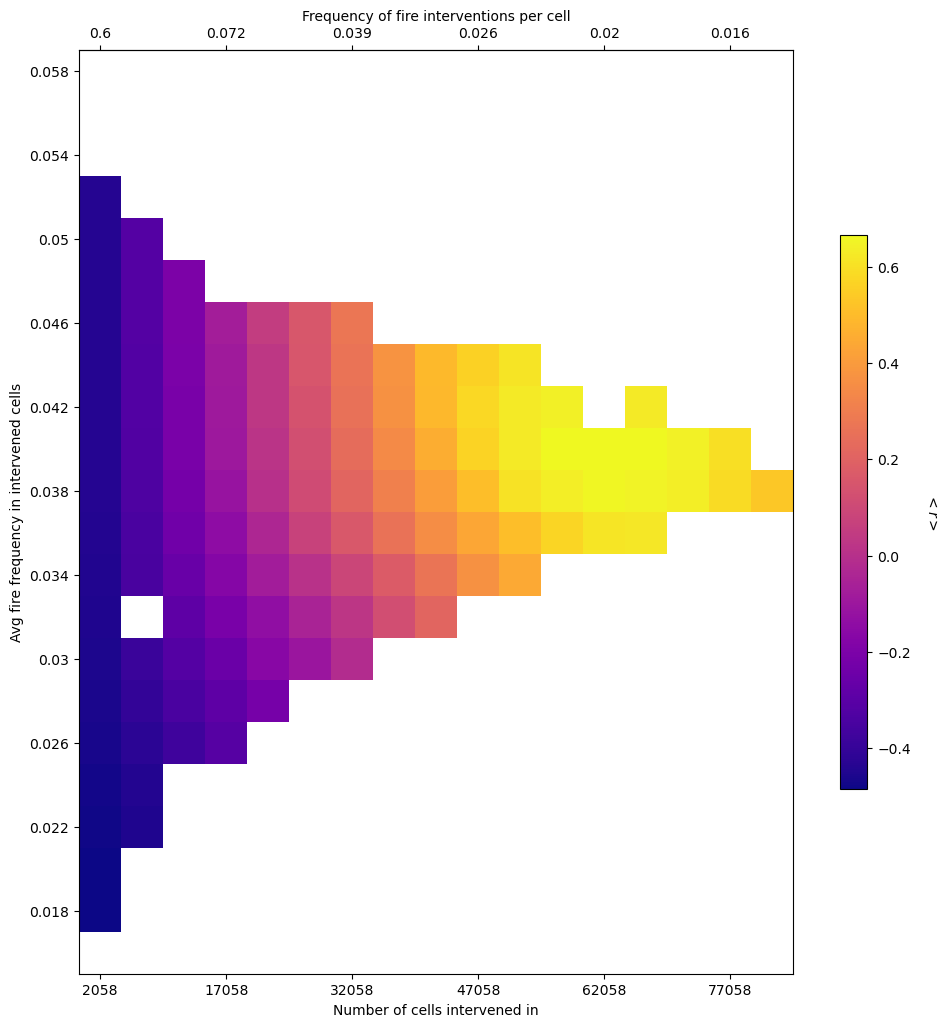 Frequency of fire interventions per cell
0.6 0.072 0.039 0.026 0.02 0.016
0.058
0.054
0.05
0.046
0.042
0.038
0.034
0.03
0.026
0.022
0.018
Avg fire frequency in intervened cells
2058 17058 32058 47058 62058 77058
Number of cells intervened in
0.6
0.4
0.2
0.0
−0.2
−0.4
< r >